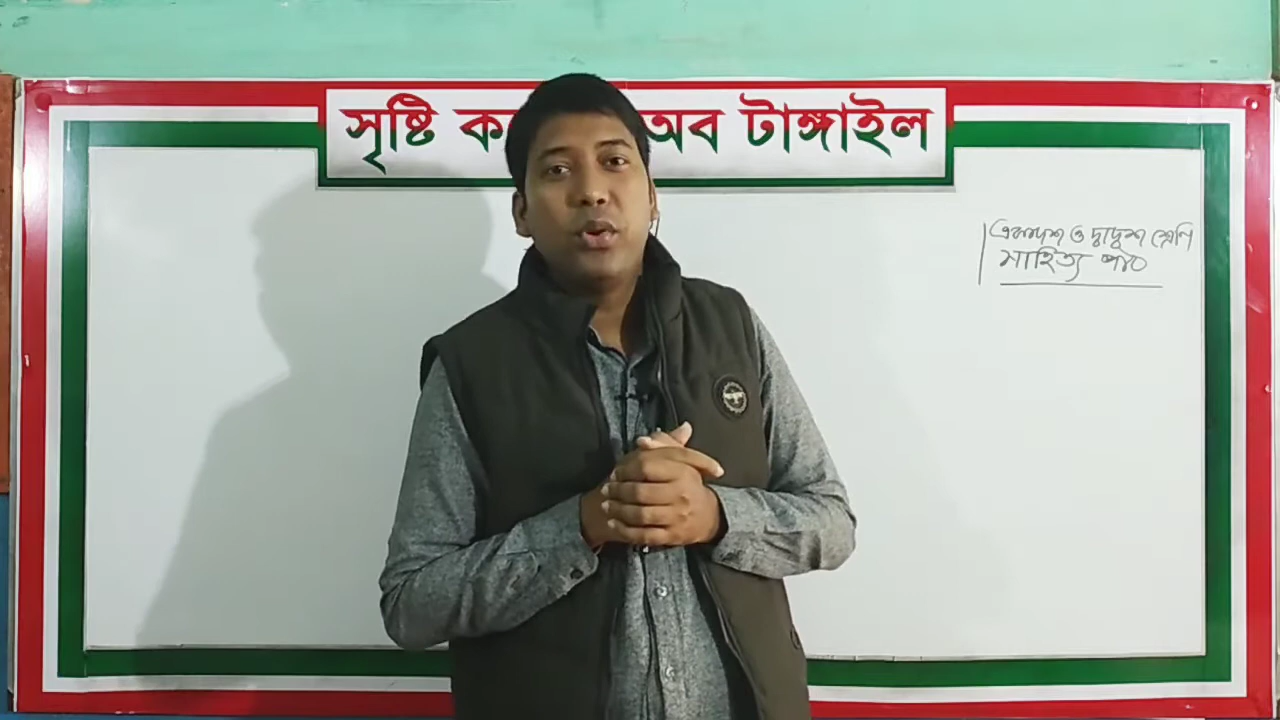 সৃষ্টি অব টাঙ্গাইল
একাদশ ও দ্বাদশ শ্রেণি
সাহিত্য পাঠ